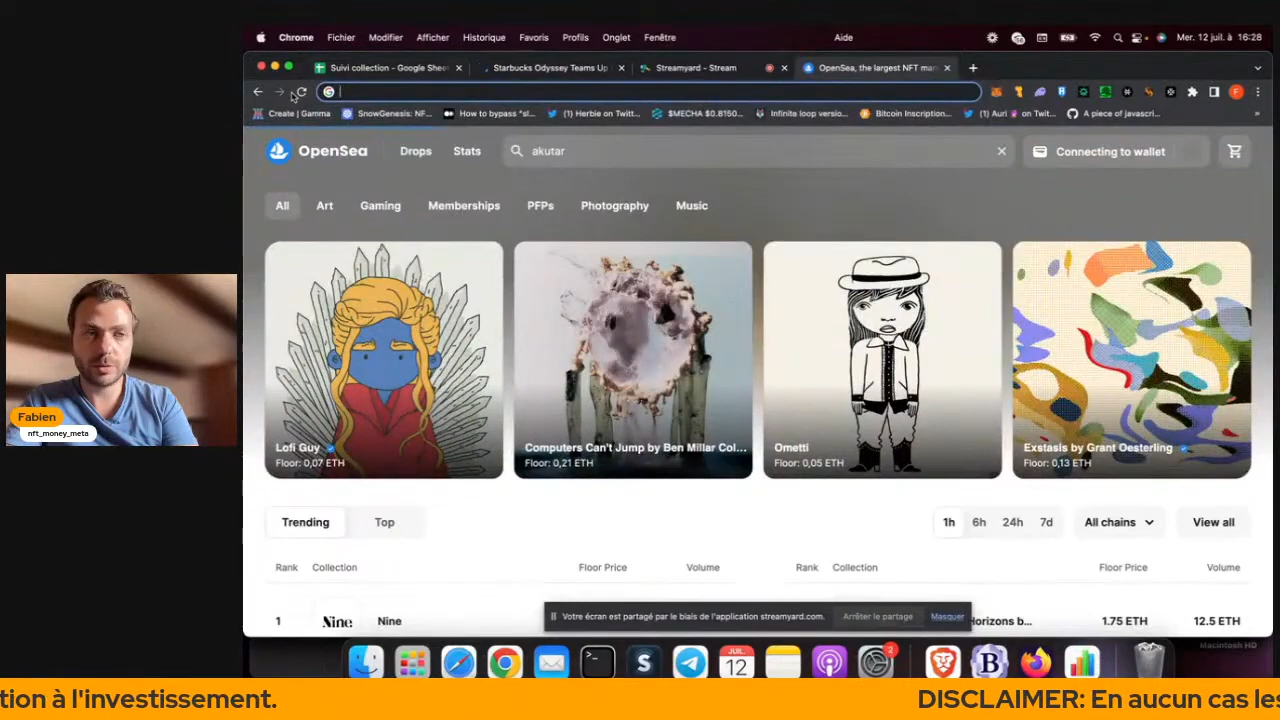 Chrome Fichier Modifier Afficher Historique Favoris Profils Onglet Fenêtre Aide Mer. 12 juil. à 16:28
Suivi collection - Google Shee
Starbucks Odyssey Teams Up
Streamyard - Stream
OpenSea, the largest NFT mar
Create | Gamma
SnowGenesis: NF...
How to bypass "sl...
(1) Herbie on Twitt...
$MECHA $0.8150...
Infinite loop versio...
Bitcoin Inscription...
(1) Auri on Twit...
A piece of javascri...
»
OpenSea Drops Stats akutar Connecting to wallet
All Art Gaming Memberships PFPs Photography Music
Lofi Guy
Floor: 0,07 ETH
Computers Can't Jump by Ben Millar Col...
Floor: 0,21 ETH
Ometti
Floor: 0,05 ETH
Exstasis by Grant Oesterling
Floor: 0,13 ETH
Trending Top 1h 6h 24h 7d All chains View all
Rank Collection Floor Price Volume Rank Collection Floor Price Volume
1 Nine Nine
Horizons b... 1.75 ETH 12.5 ETH
Votre écran est partagé par le biais de l'application streamyard.com. Arrêter le partage Masquer
Fabien
nft_money_meta
Macintosh HD
JUIL.
12
2
tion à l'investissement. DISCLAIMER: En aucun cas les